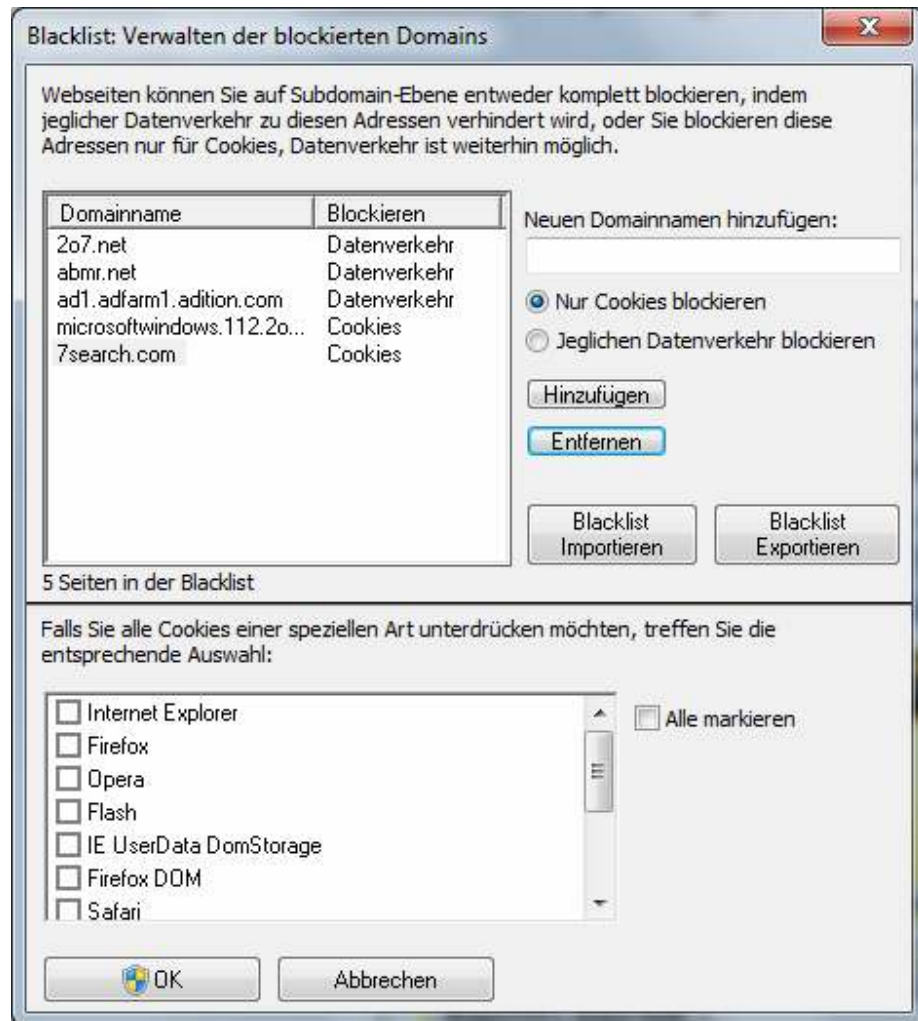 Blacklist: Verwalten der blockierten Domains
Webseiten können Sie auf Subdomain-Ebene entweder komplett blockieren, indem
jeglicher Datenverkehr zu diesen Adressen verhindert wird, oder Sie blockieren diese
Adressen nur für Cookies, Datenverkehr ist weiterhin möglich.
Domainname Blockieren
2o7.net Datenverkehr
abmr.net Datenverkehr
ad1.adfarm1.adition.com Datenverkehr
microsoftwindows.112.2o... Cookies
7search.com Cookies
5 Seiten in der Blacklist
Neuen Domainnamen hinzufügen:
Nur Cookies blockieren
Jeglichen Datenverkehr blockieren
Hinzufügen
Entfernen
Blacklist
Importieren
Blacklist
Exportieren
Falls Sie alle Cookies einer speziellen Art unterdrücken möchten, treffen Sie die
entsprechende Auswahl:
Internet Explorer
Firefox
Opera
Flash
IE UserData DomStorage
Firefox DOM
Safari
Alle markieren
OK
Abbrechen